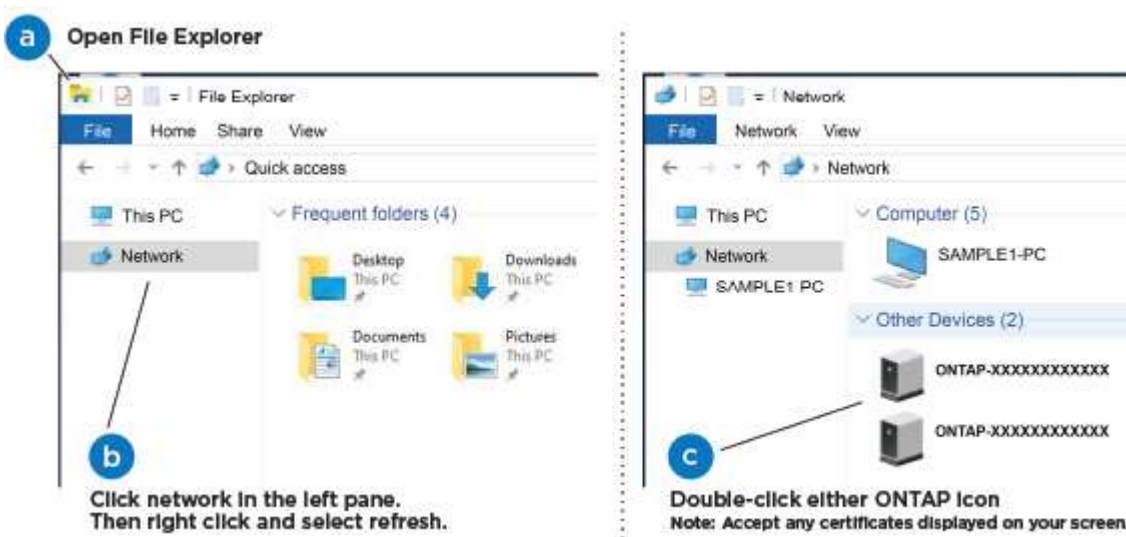 a
Open File Explorer
File Explorer
File Home Share View
Quick access
This PC
Network
Frequent folders (4)
Desktop
This PC
Downloads
This PC
Documents
This PC
Pictures
This PC
b
Click network in the left pane.
Then right click and select refresh.
Network
File Network View
Network
This PC
Network
SAMPLE1 PC
Computer (5)
SAMPLE1-PC
Other Devices (2)
ONTAP-XXXXXXXXXXXX
ONTAP-XXXXXXXXXXXX
c
Double-click either ONTAP icon
Note: Accept any certificates displayed on your screen.